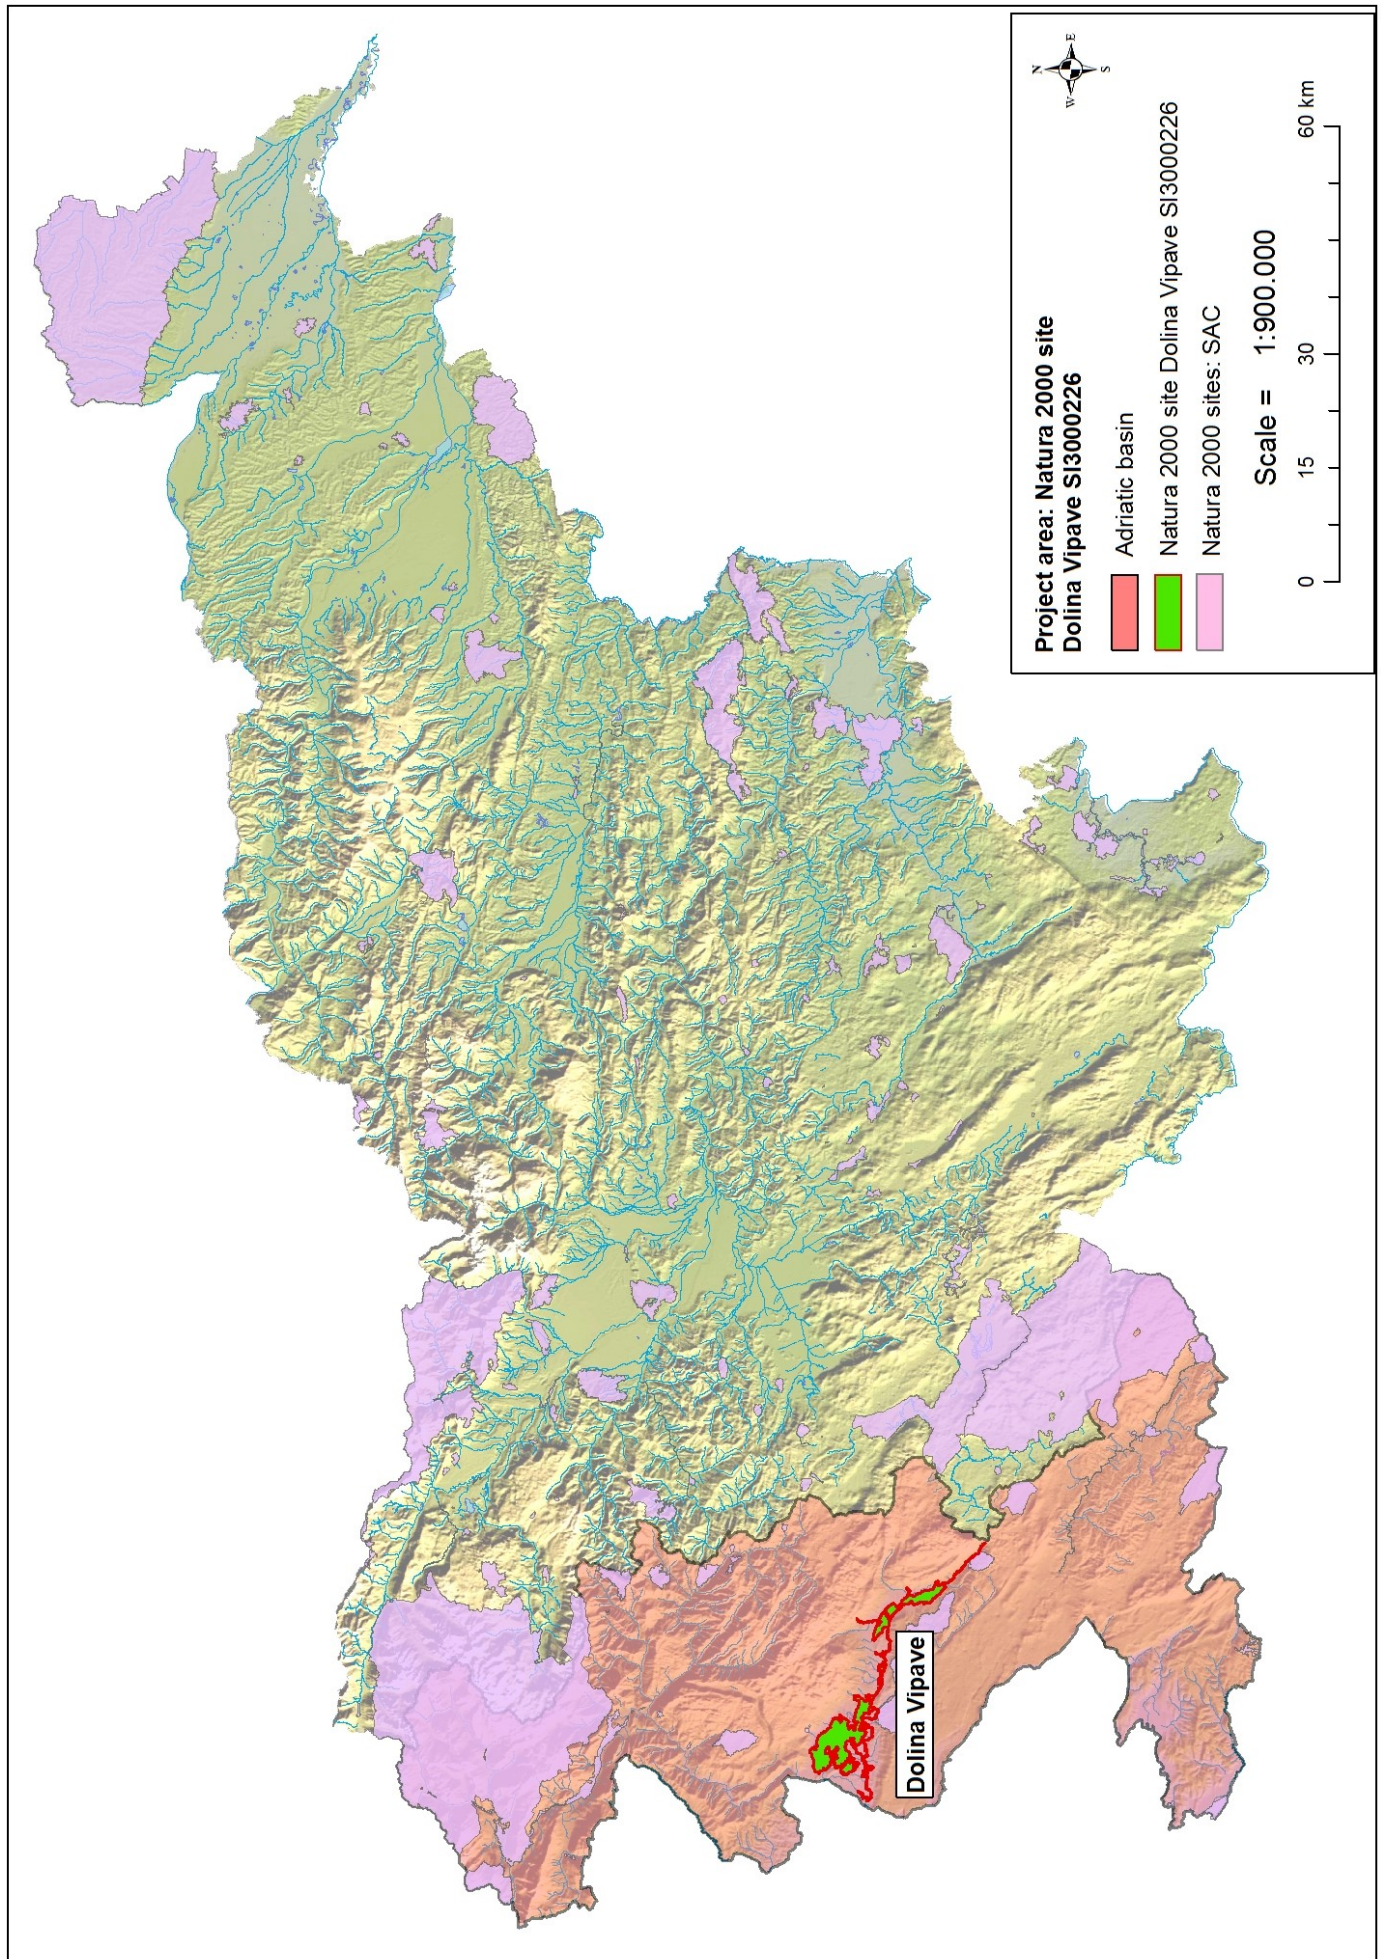 Project area: Natura 2000 site
Dolina Vipave SI3000226
Adriatic basin
Natura 2000 site Dolina Vipave SI3000226
Natura 2000 sites: SAC
Scale = 1:900.000
0 15 30 60 km
N
W E
S
Dolina Vipave